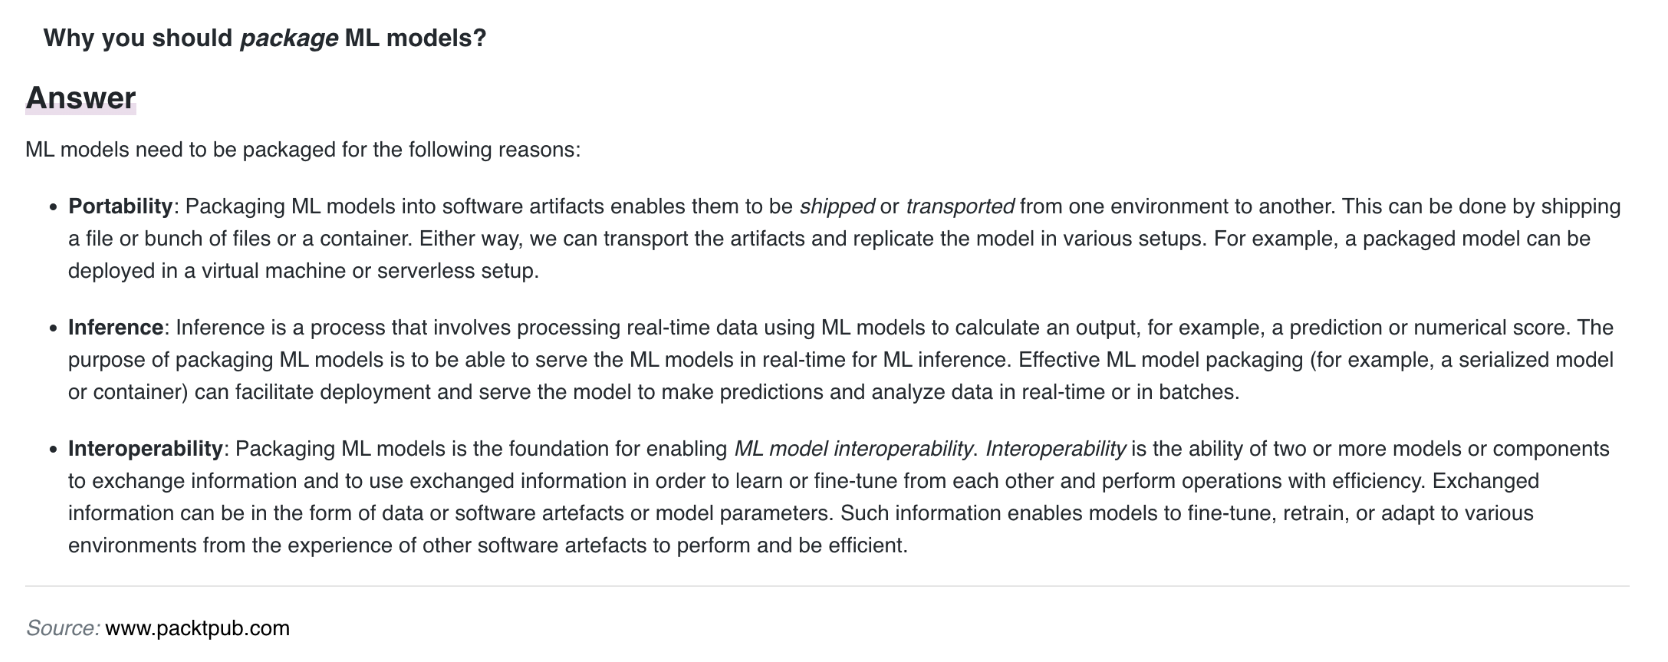 Why you should package ML models?
Answer
ML models need to be packaged for the following reasons:
• Portability: Packaging ML models into software artifacts enables them to be shipped or transported from one environment to another. This can be done by shipping
a file or bunch of files or a container. Either way, we can transport the artifacts and replicate the model in various setups. For example, a packaged model can be
deployed in a virtual machine or serverless setup.
• Inference: Inference is a process that involves processing real-time data using ML models to calculate an output, for example, a prediction or numerical score. The
purpose of packaging ML models is to be able to serve the ML models in real-time for ML inference. Effective ML model packaging (for example, a serialized model
or container) can facilitate deployment and serve the model to make predictions and analyze data in real-time or in batches.
• Interoperability: Packaging ML models is the foundation for enabling ML model interoperability. Interoperability is the ability of two or more models or components
to exchange information and to use exchanged information in order to learn or fine-tune from each other and perform operations with efficiency. Exchanged
information can be in the form of data or software artefacts or model parameters. Such information enables models to fine-tune, retrain, or adapt to various
environments from the experience of other software artefacts to perform and be efficient.
Source: www.packtpub.com